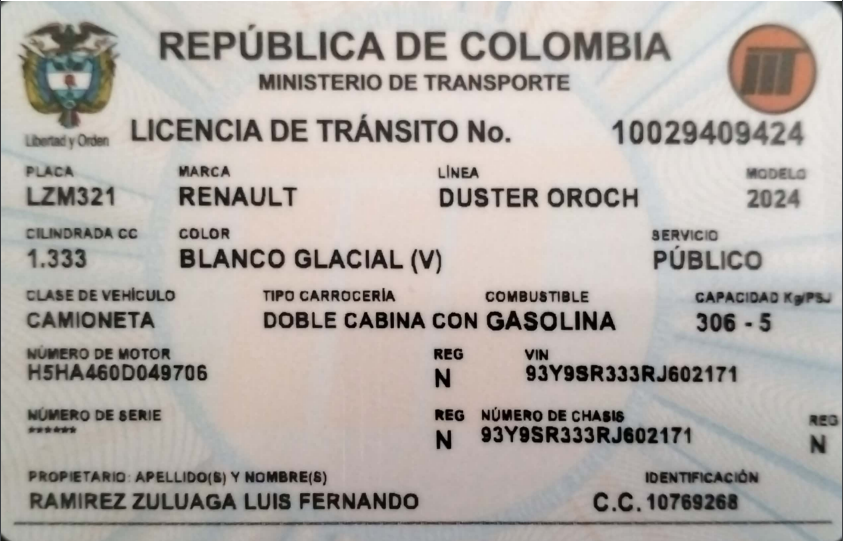 REPÚBLICA DE COLOMBIA
MINISTERIO DE TRANSPORTE
Libertad y Orden
LICENCIA DE TRÁNSITO No. 10029409424
PLACA MARCA LÍNEA MODELO
LZM321 RENAULT DUSTER OROCH 2024
CILINDRADA CC COLOR SERVICIO
1.333 BLANCO GLACIAL (V) PÚBLICO
CLASE DE VEHÍCULO TIPO CARROCERÍA COMBUSTIBLE CAPACIDAD Kg/PSJ
CAMIONETA DOBLE CABINA CON GASOLINA 306 - 5
NÚMERO DE MOTOR REG VIN
H5HA460D049706 N 93Y9SR333RJ602171
NÚMERO DE SERIE REG NÚMERO DE CHASIS REG
****** N 93Y9SR333RJ602171 N
PROPIETARIO: APELLIDO(S) Y NOMBRE(S) IDENTIFICACIÓN
RAMIREZ ZULUAGA LUIS FERNANDO C.C. 10769268